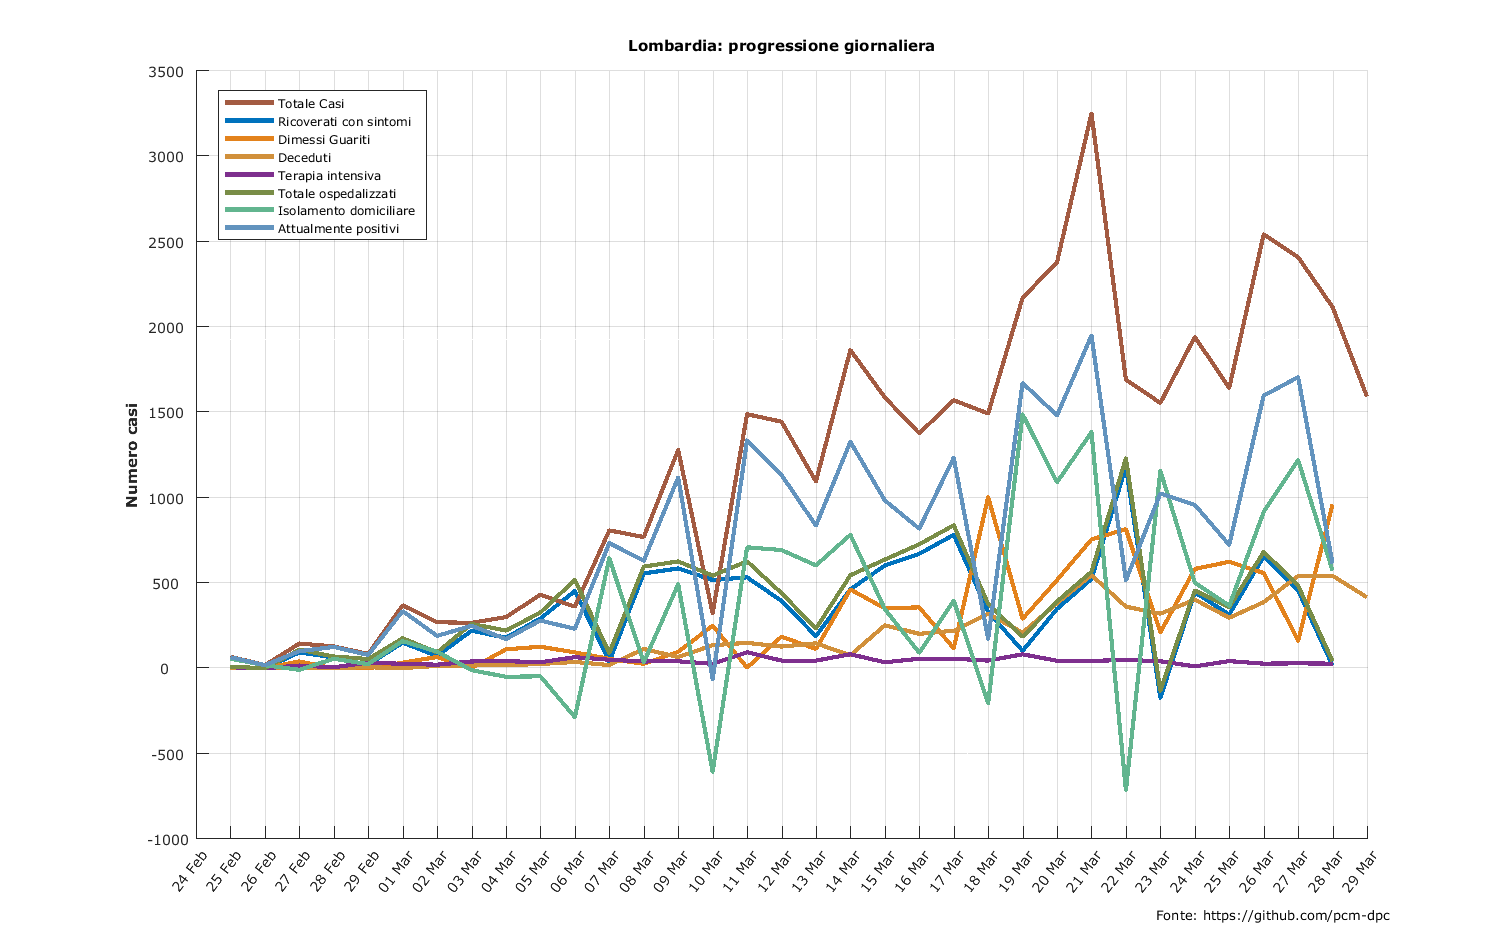 Lombardia: progressione giornaliera
3500
3000
2500
2000
1500
1000
500
0
-500
-1000
Numero casi
Totale Casi
Ricoverati con sintomi
Dimessi Guariti
Deceduti
Terapia intensiva
Totale ospedalizzati
Isolamento domiciliare
Attualmente positivi
24 Feb
25 Feb
26 Feb
27 Feb
28 Feb
29 Feb
01 Mar
02 Mar
03 Mar
04 Mar
05 Mar
06 Mar
07 Mar
08 Mar
09 Mar
10 Mar
11 Mar
12 Mar
13 Mar
14 Mar
15 Mar
16 Mar
17 Mar
18 Mar
19 Mar
20 Mar
21 Mar
22 Mar
23 Mar
24 Mar
25 Mar
26 Mar
27 Mar
28 Mar
29 Mar
Fonte: https://github.com/pcm-dpc